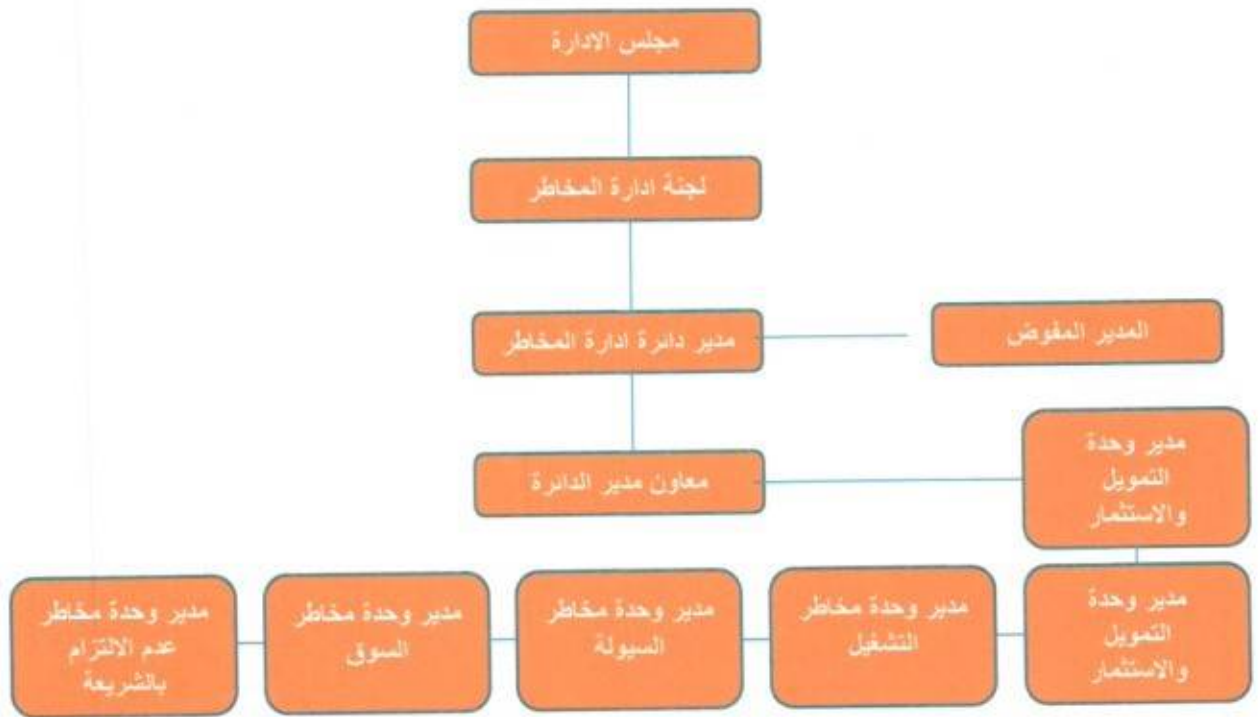 مجلس الادارة
لجنة ادارة المخاطر
مدير دائرة ادارة المخاطر
المدير المفوض
معاون مدير الدائرة
مدير وحدة
التمويل
والاستثمار
مدير وحدة
التمويل
والاستثمار
مدير وحدة مخاطر
التشغيل
مدير وحدة مخاطر
السيولة
مدير وحدة مخاطر
السوق
مدير وحدة مخاطر
عدم الالتزام
بالشريعة